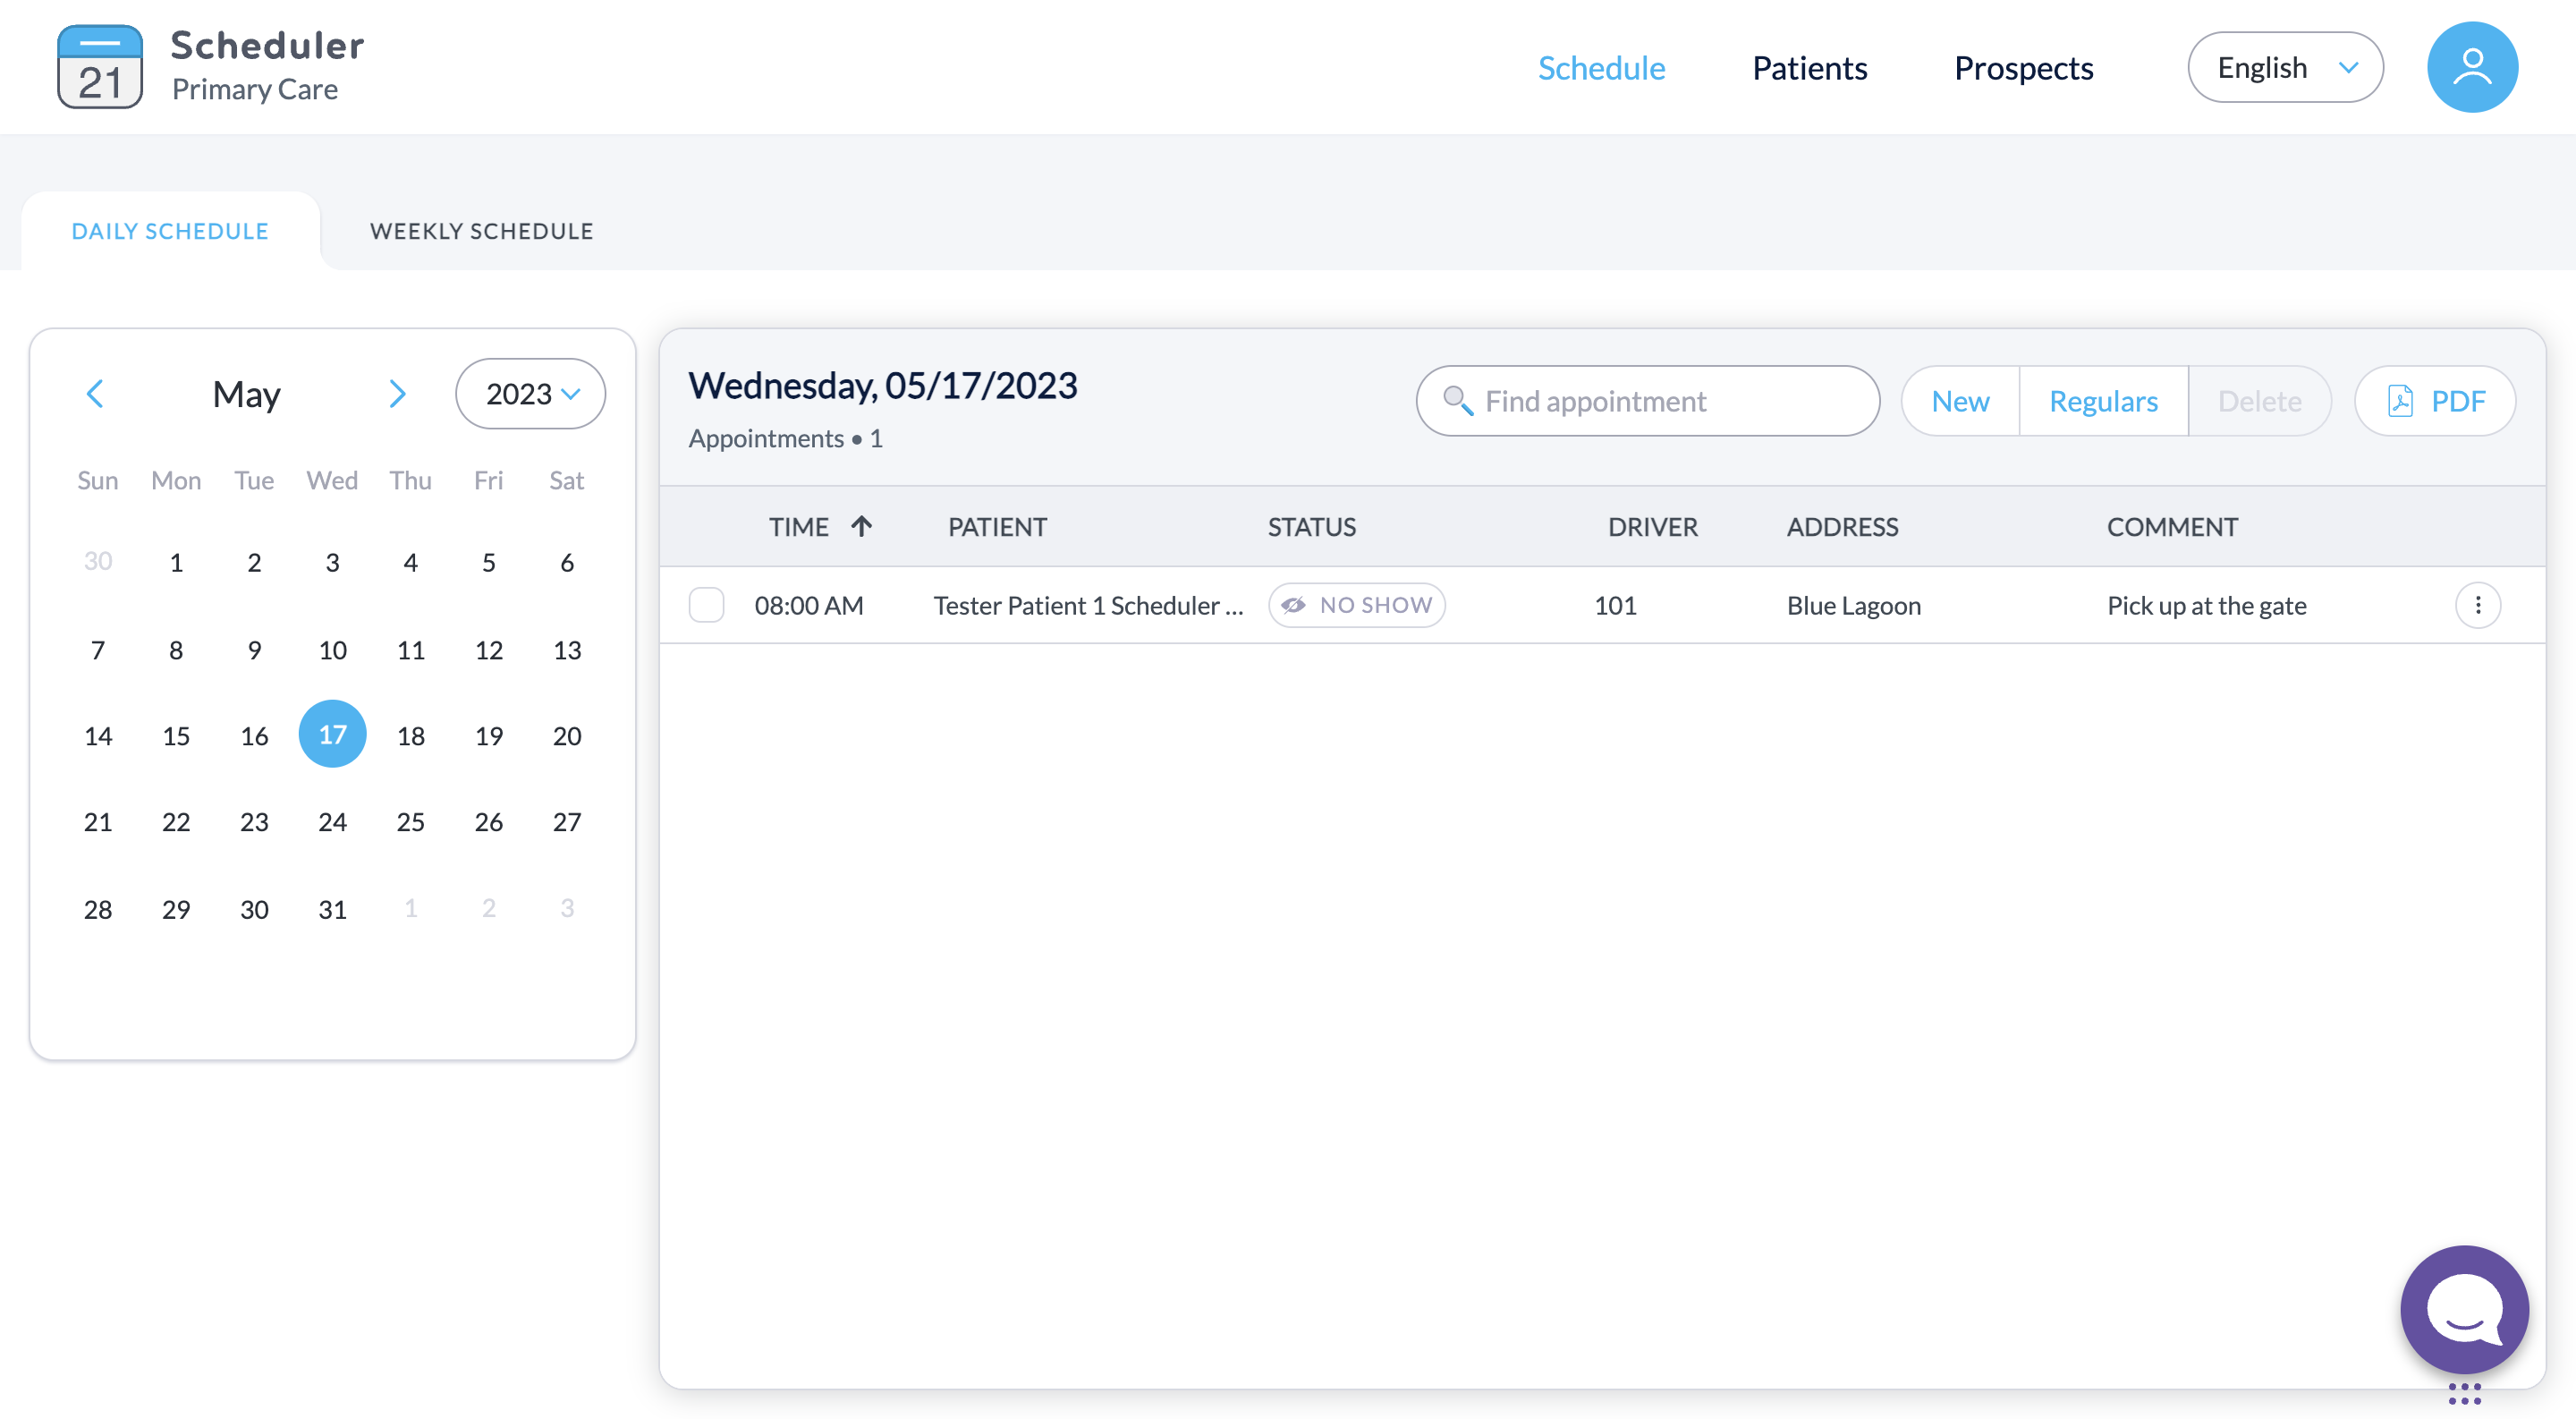 21
Scheduler
Primary Care
Schedule
Patients
Prospects
English
DAILY SCHEDULE
WEEKLY SCHEDULE
May
2023
Sun Mon Tue Wed Thu Fri Sat
30 1 2 3 4 5 6
7 8 9 10 11 12 13
14 15 16 17 18 19 20
21 22 23 24 25 26 27
28 29 30 31 1 2 3
Wednesday, 05/17/2023
Appointments • 1
Find appointment
New
Regulars
Delete
PDF
TIME PATIENT STATUS DRIVER ADDRESS COMMENT
08:00 AM Tester Patient 1 Scheduler ... NO SHOW 101 Blue Lagoon Pick up at the gate